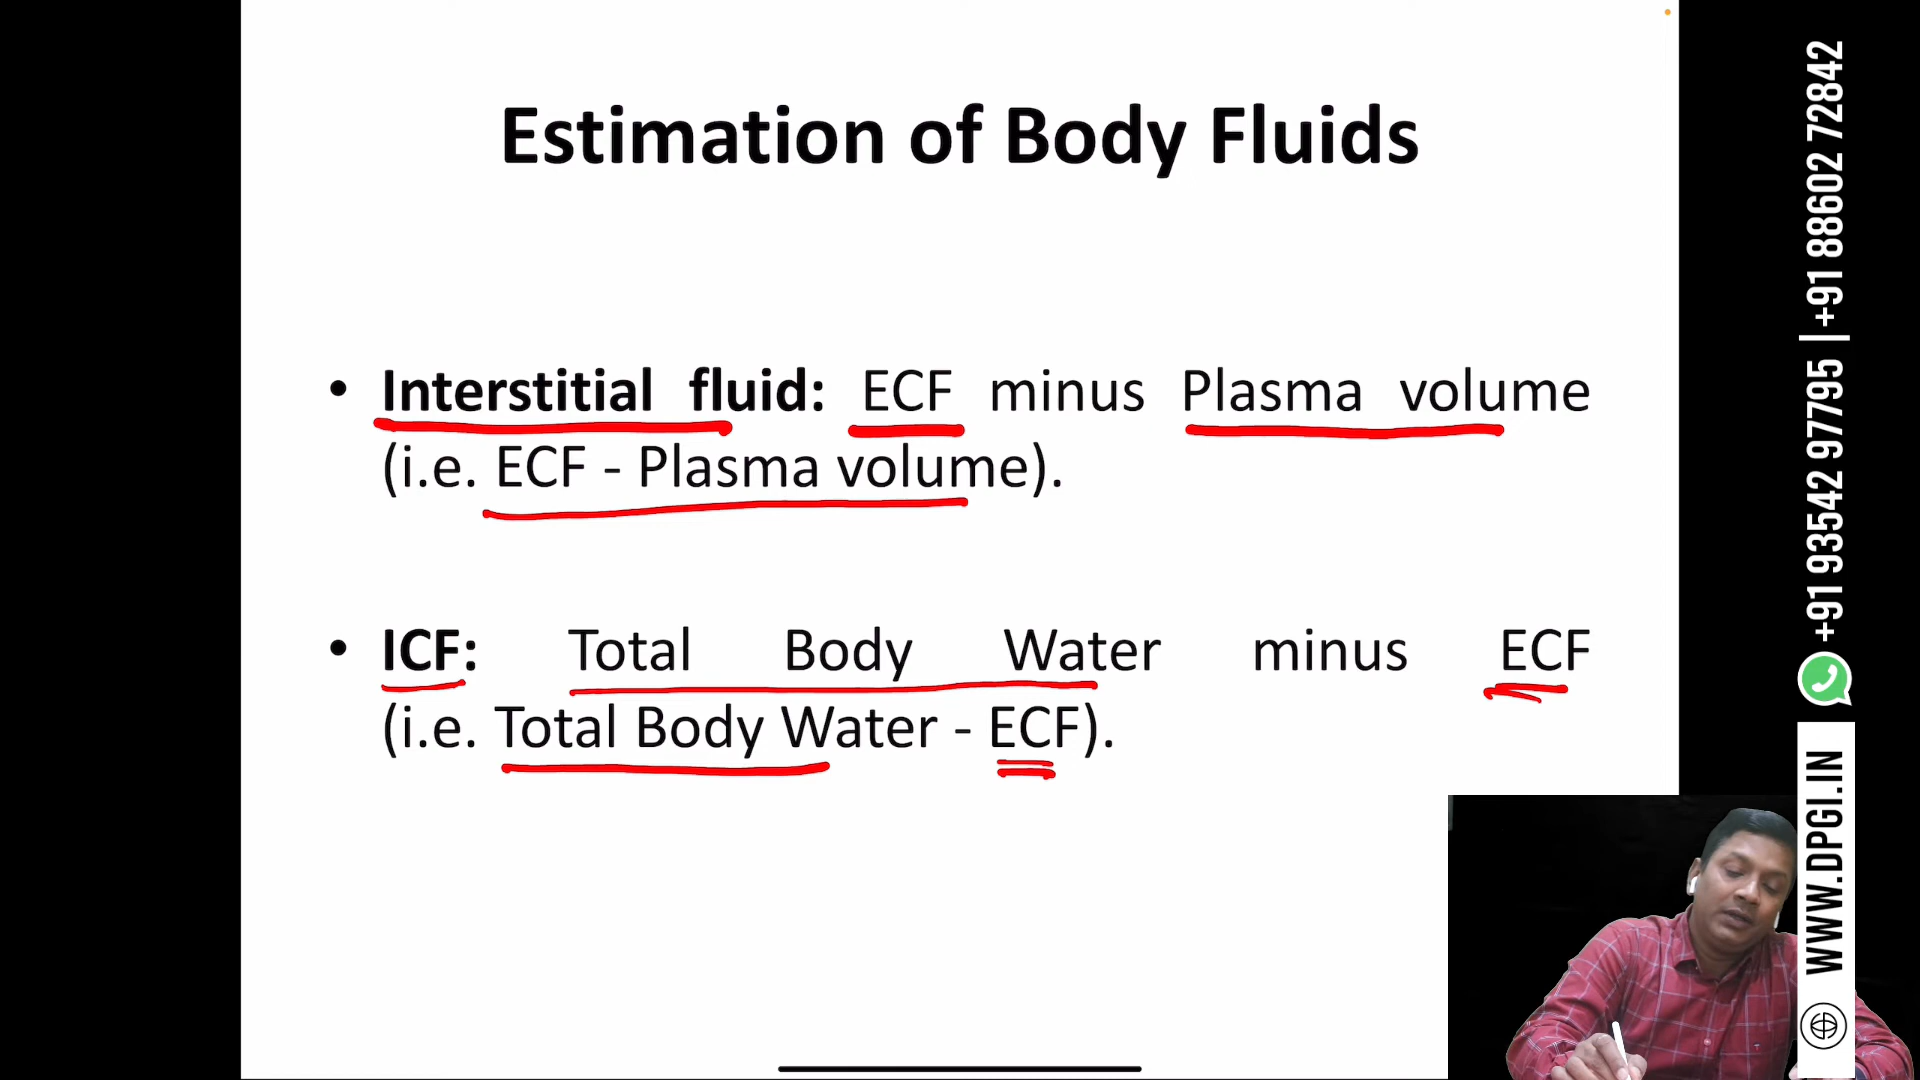 Estimation of Body Fluids
• Interstitial fluid: ECF minus Plasma volume
(i.e. ECF - Plasma volume).
• ICF: Total Body Water minus ECF
(i.e. Total Body Water - ECF).
+91 93542 97795 | +91 88602 72842
WWW.DPGI.IN